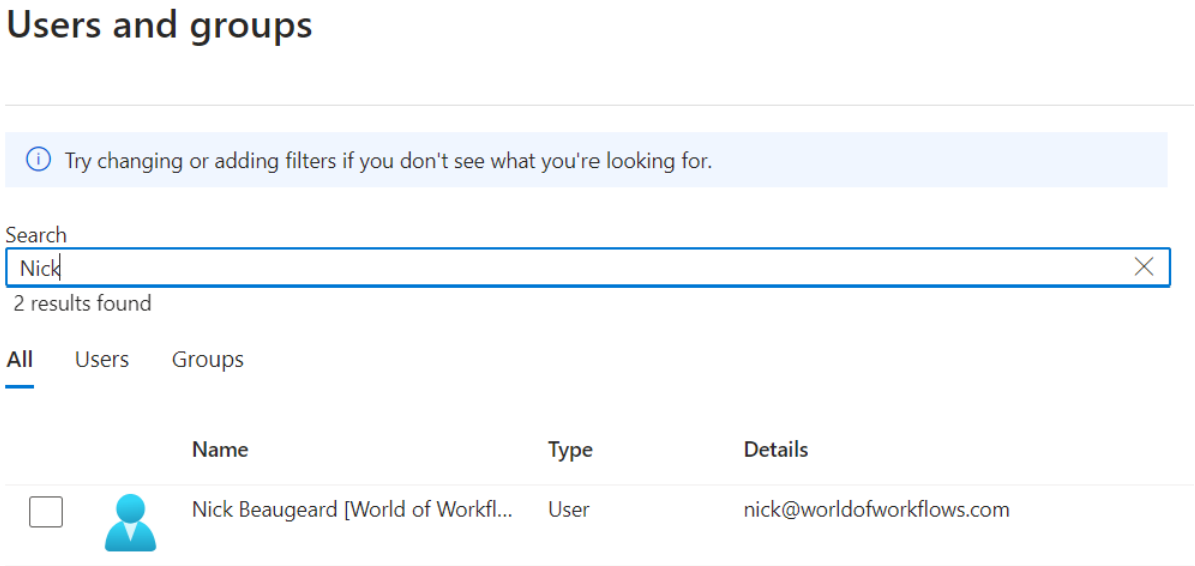 Users and groups
Try changing or adding filters if you don't see what you're looking for.
Search
Nick
2 results found
All Users Groups
Name Type Details
Nick Beaugeard [World of Workfl... User nick@worldofworkflows.com